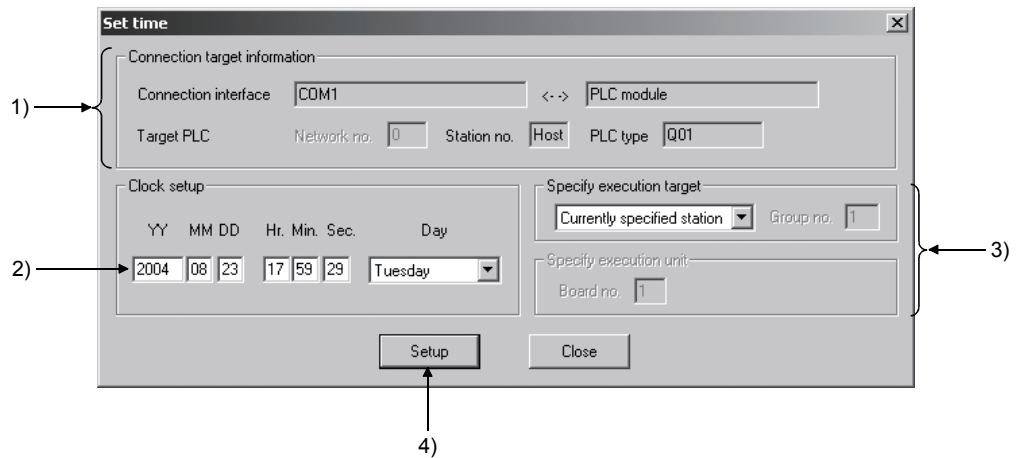 Set time
Connection target information
1)
Connection interface COM1 <--> PLC module
Target PLC Network no. 0 Station no. Host PLC type Q01
Clock setup
YY MM DD Hr. Min. Sec. Day
2)
2004 08 23 17 59 29 Tuesday
Specify execution target
Currently specified station Group no. 1
3)
Specify execution unit
Board no. 1
Setup Close
4)